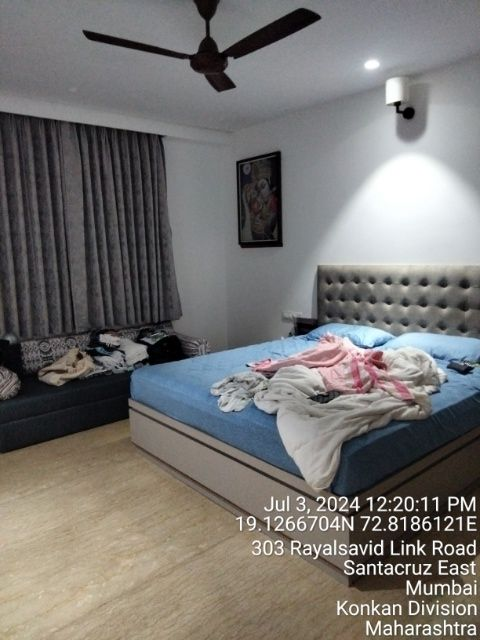 Jul 3, 2024 12:20:11 PM
19.1266704N 72.8186121E
303 Rayalsavid Link Road
Santacruz East
Mumbai
Konkan Division
Maharashtra